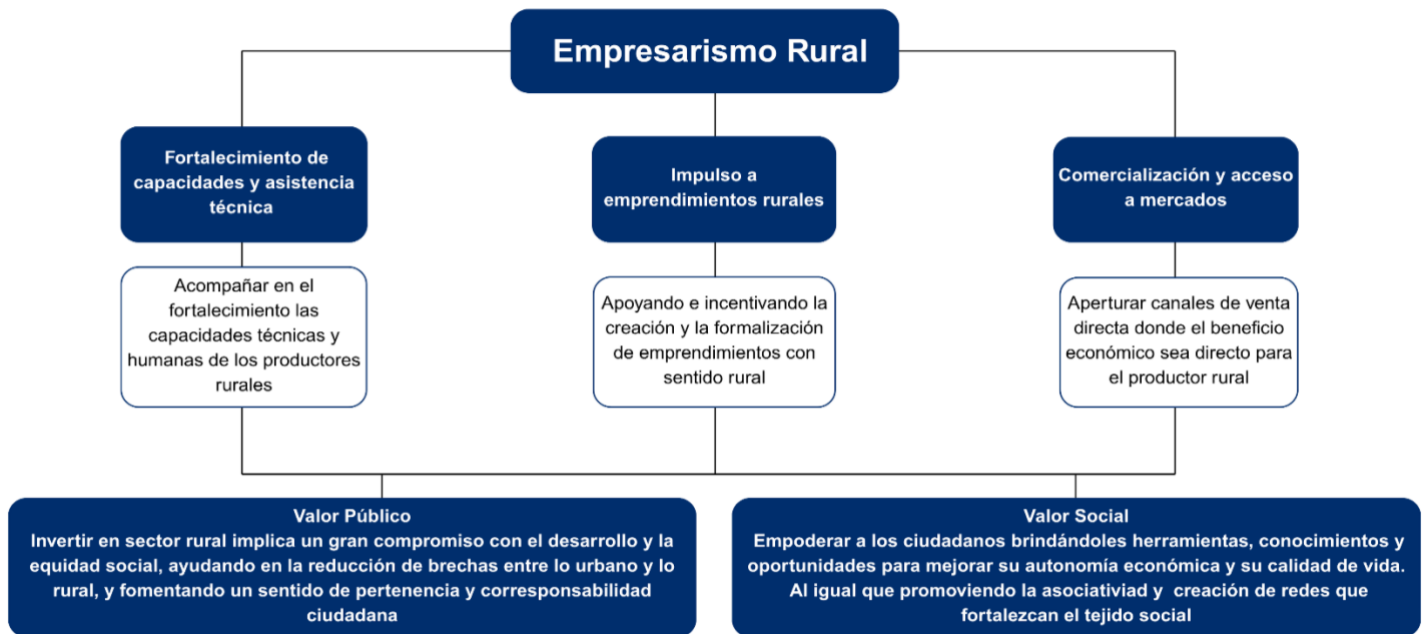 Empresarismo Rural
Fortalecimiento de
capacidades y asistencia
técnica
Impulso a
emprendimientos rurales
Comercialización y acceso
a mercados
Acompañar en el
fortalecimiento las
capacidades técnicas y
humanas de los productores
rurales
Apoyando e incentivando la
creación y la formalización
de emprendimientos con
sentido rural
Aperturar canales de venta
directa donde el beneficio
económico sea directo para
el productor rural
Valor Público
Invertir en sector rural implica un gran compromiso con el desarrollo y la
equidad social, ayudando en la reducción de brechas entre lo urbano y lo
rural, y fomentando un sentido de pertenencia y corresponsabilidad
ciudadana
Valor Social
Empoderar a los ciudadanos brindándoles herramientas, conocimientos y
oportunidades para mejorar su autonomía económica y su calidad de vida.
Al igual que promoviendo la asociativiad y creación de redes que
fortalezcan el tejido social